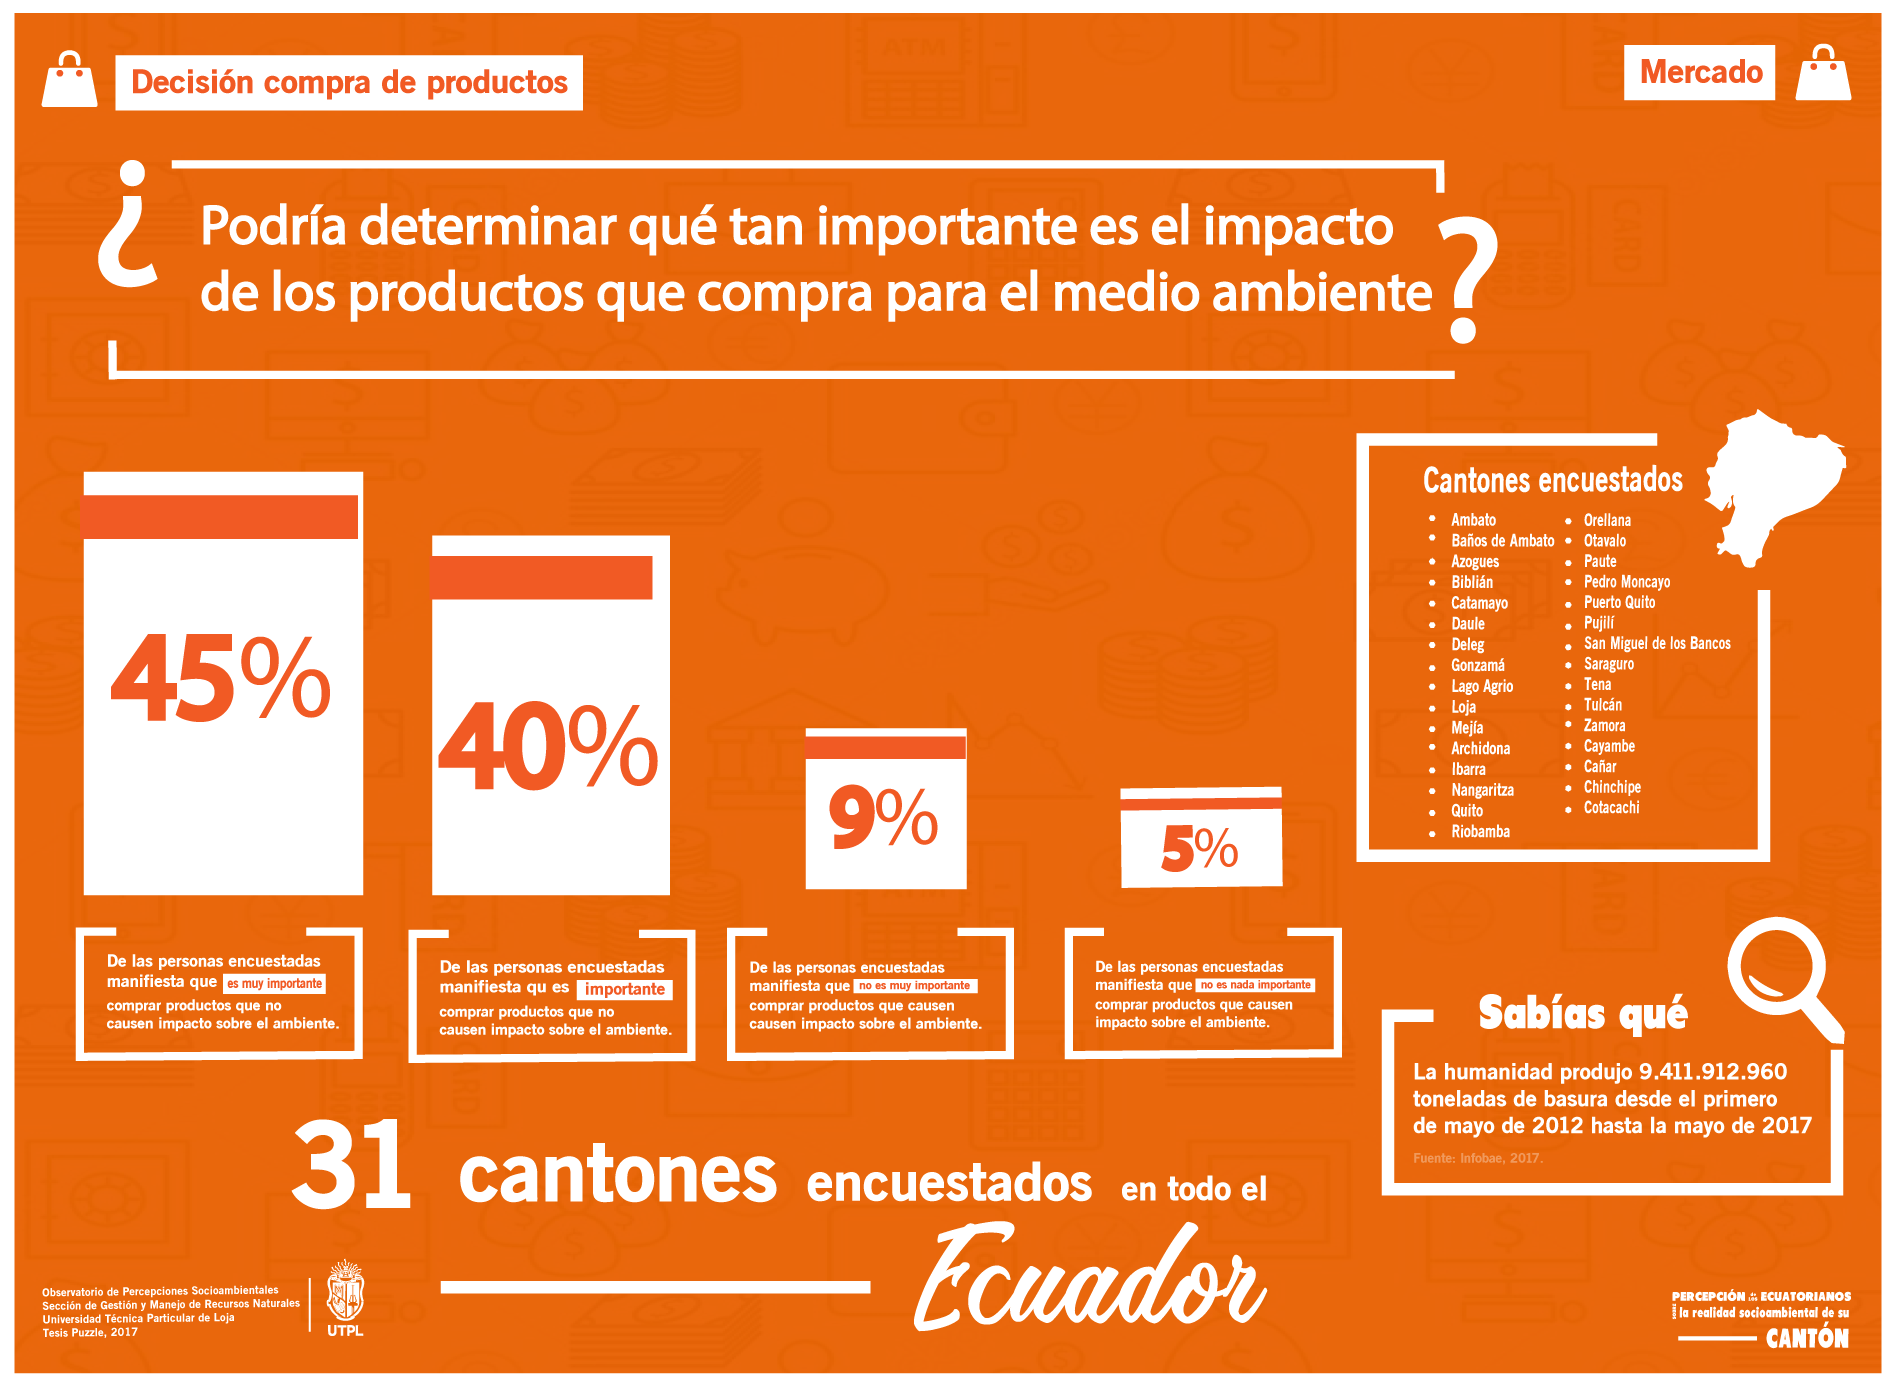 Decisión compra de productos
Mercado
¿Podría determinar qué tan importante es el impacto
de los productos que compra para el medio ambiente?
45%
De las personas encuestadas
manifiesta que es muy importante
comprar productos que no
causen impacto sobre el ambiente.
40%
De las personas encuestadas
manifiesta qu es importante
comprar productos que no
causen impacto sobre el ambiente.
9%
De las personas encuestadas
manifiesta que no es muy importante
comprar productos que causen
causen impacto sobre el ambiente.
5%
De las personas encuestadas
manifiesta que no es nada importante
comprar productos que causen
impacto sobre el ambiente.
Cantones encuestados
Ambato
Baños de Ambato
Azogues
Biblián
Catamayo
Daule
Deleg
Gonzamá
Lago Agrio
Loja
Mejía
Archidona
Ibarra
Nangaritza
Quito
Riobamba
Orellana
Otavalo
Paute
Pedro Moncayo
Puerto Quito
Pujilí
San Miguel de los Bancos
Saraguro
Tena
Tulcán
Zamora
Cayambe
Cañar
Chinchipe
Cotacachi
Sabías qué
La humanidad produjo 9.411.912.960
toneladas de basura desde el primero
de mayo de 2012 hasta la mayo de 2017
Fuente: Infobae, 2017.
31 cantones encuestados en todo el
Ecuador
Observatorio de Percepciones Socioambientales
Sección de Gestión y Manejo de Recursos Naturales
Universidad Técnica Particular de Loja
Tesis Puzzle, 2017
UTPL
PERCEPCIÓN de los ECUATORIANOS
SOBRE la realidad socioambiental de su
CANTÓN